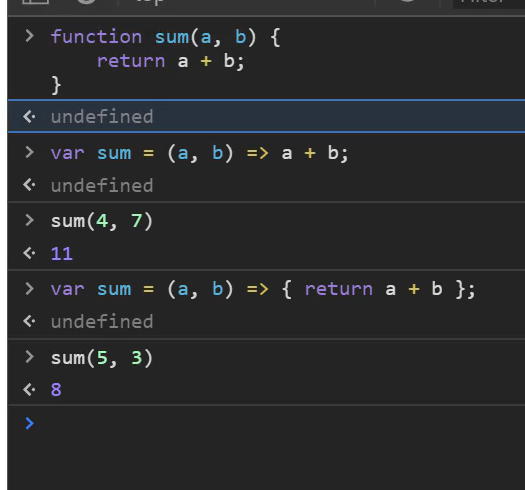 > function sum(a, b) {
return a + b;
}
undefined
> var sum = (a, b) => a + b;
undefined
> sum(4, 7)
11
> var sum = (a, b) => { return a + b };
undefined
> sum(5, 3)
8
>